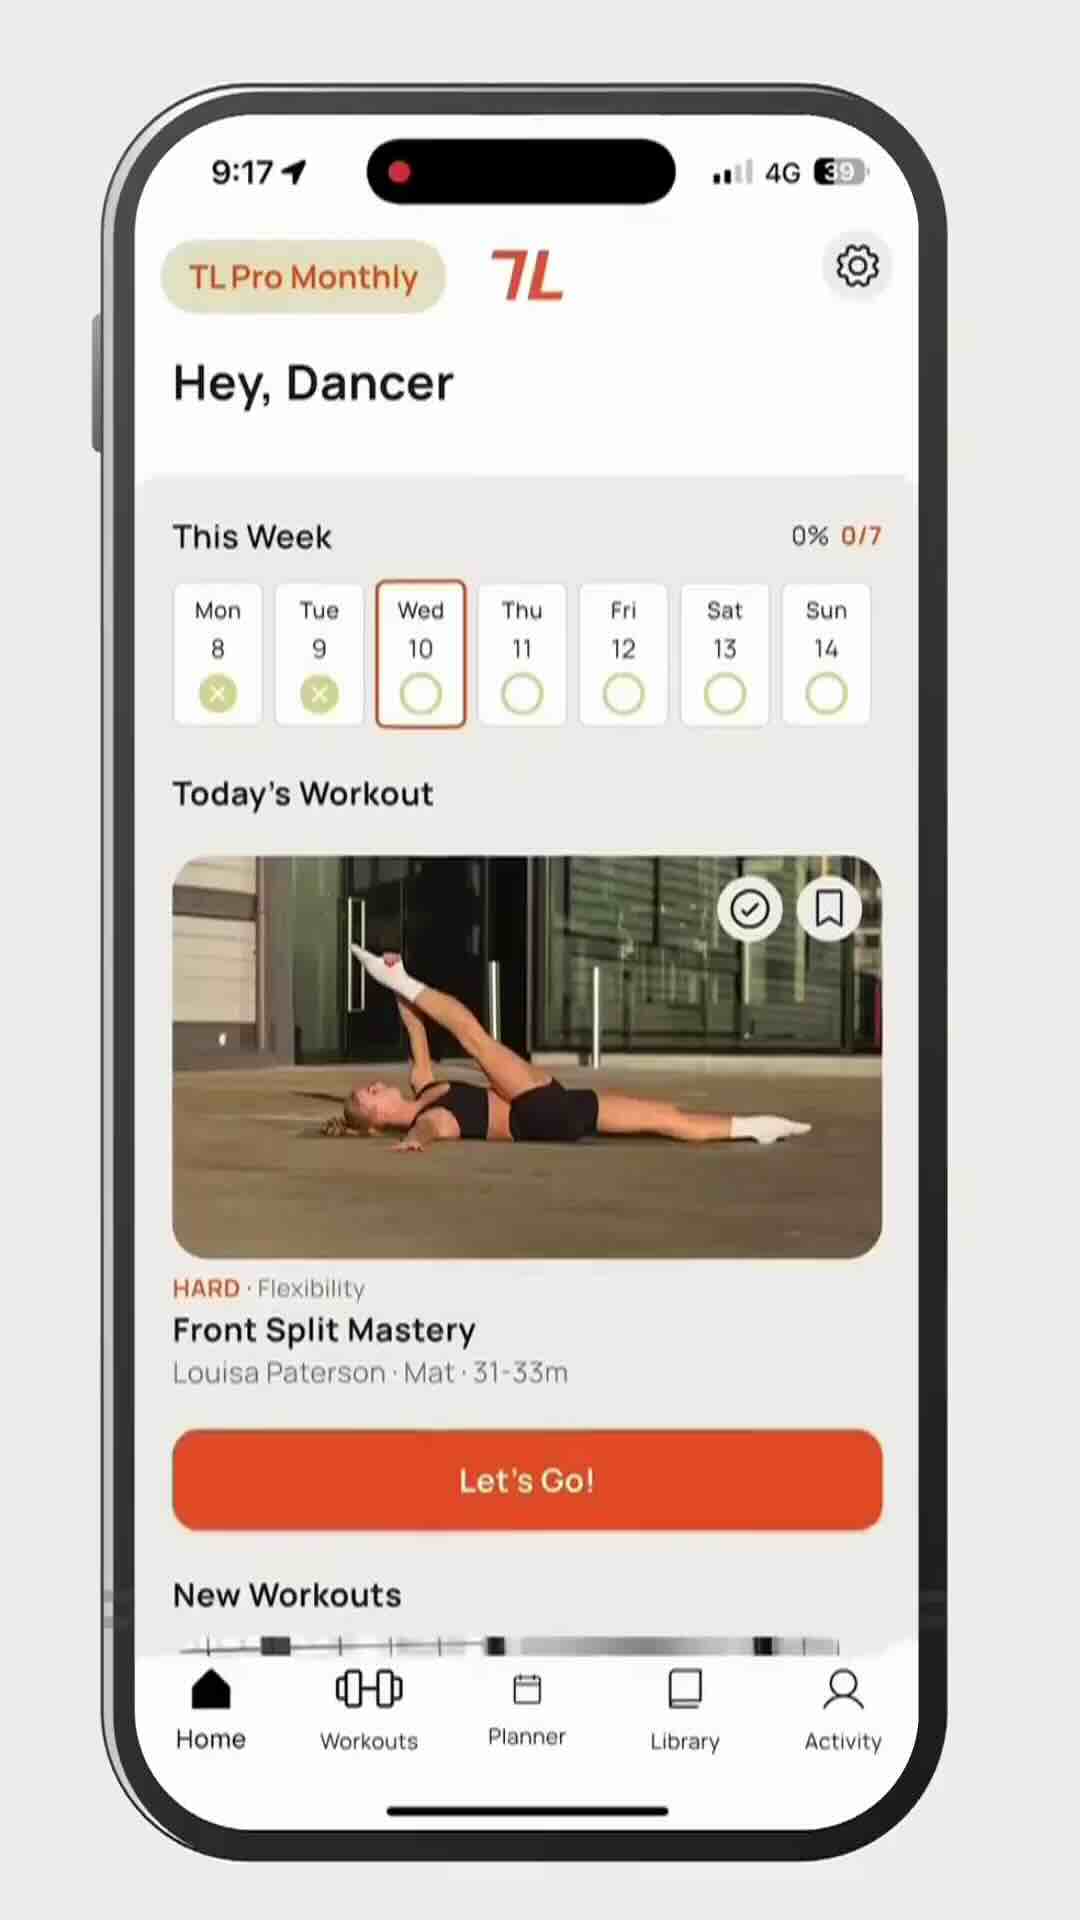 9:17 4G 39
TL Pro Monthly TL
Hey, Dancer
This Week 0% 0/7
Mon Tue Wed Thu Fri Sat Sun
8 9 10 11 12 13 14
Today's Workout
HARD · Flexibility
Front Split Mastery
Louisa Paterson · Mat · 31-33m
Let's Go!
New Workouts
Home Workouts Planner Library Activity